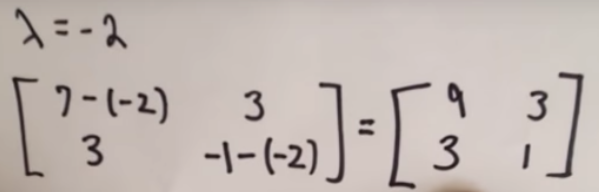 λ = -2
[ 7-(-2) 3 ] = [ 9 3 ]
[ 3 -1-(-2) ] [ 3 1 ]